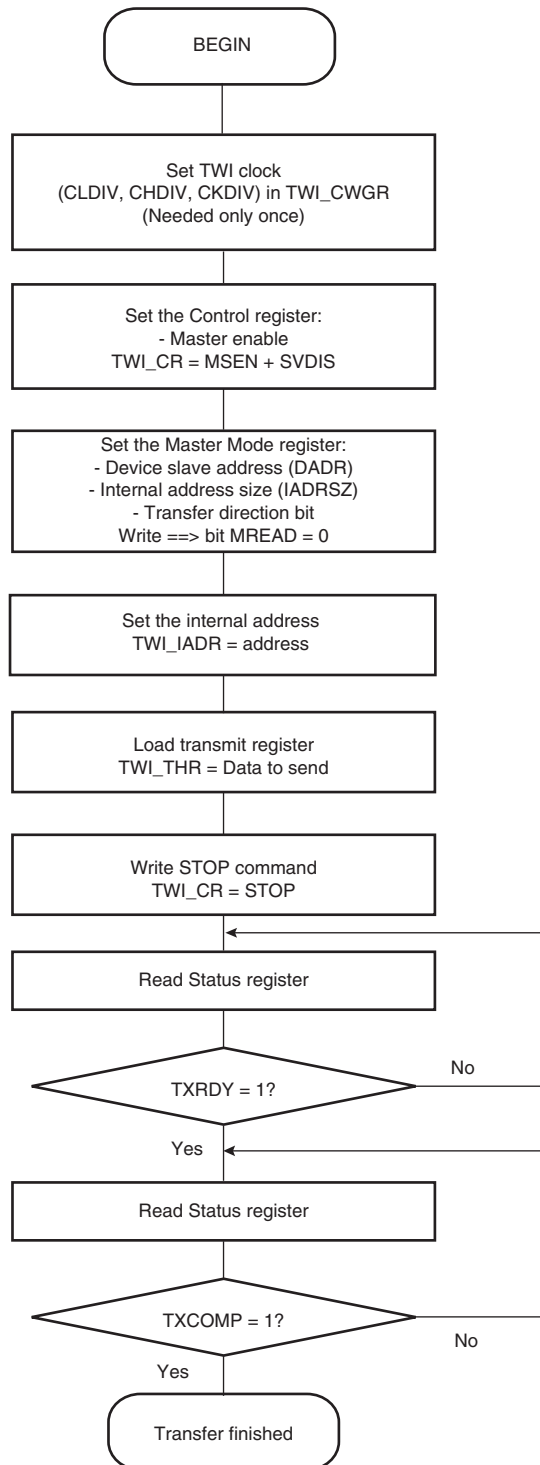 BEGIN
Set TWI clock
(CLDIV, CHDIV, CKDIV) in TWI_CWGR
(Needed only once)
Set the Control register:
- Master enable
TWI_CR = MSEN + SVDIS
Set the Master Mode register:
- Device slave address (DADR)
- Internal address size (IADRSZ)
- Transfer direction bit
Write ==> bit MREAD = 0
Set the internal address
TWI_IADR = address
Load transmit register
TWI_THR = Data to send
Write STOP command
TWI_CR = STOP
Read Status register
TXRDY = 1?
No
Yes
Read Status register
TXCOMP = 1?
No
Yes
Transfer finished